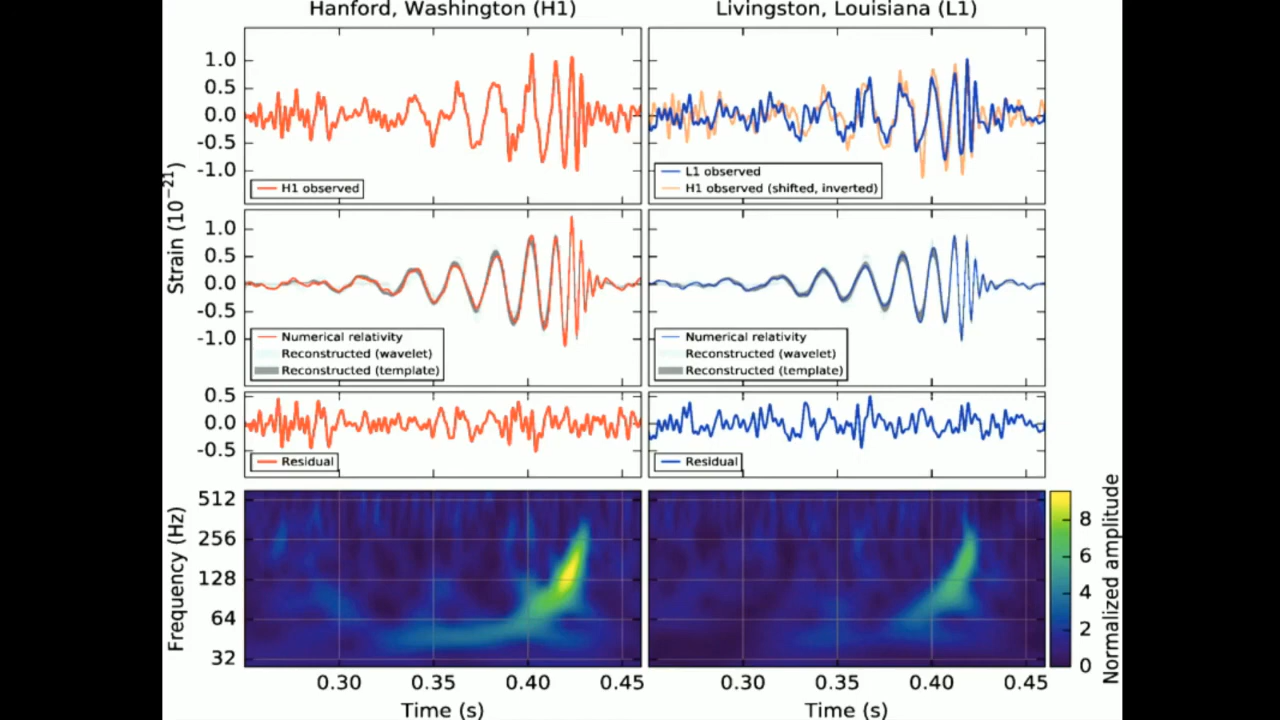 Hanford, Washington (H1)
Livingston, Louisiana (L1)
1.0
0.5
0.0
-0.5
-1.0
H1 observed
L1 observed
H1 observed (shifted, inverted)
Strain (10⁻²¹)
1.0
0.5
0.0
-0.5
-1.0
Numerical relativity
Reconstructed (wavelet)
Reconstructed (template)
Numerical relativity
Reconstructed (wavelet)
Reconstructed (template)
0.5
0.0
-0.5
Residual
Residual
Frequency (Hz)
512
256
128
64
32
Normalized amplitude
8
6
4
2
0
0.30 0.35 0.40 0.45
0.30 0.35 0.40 0.45
Time (s)
Time (s)